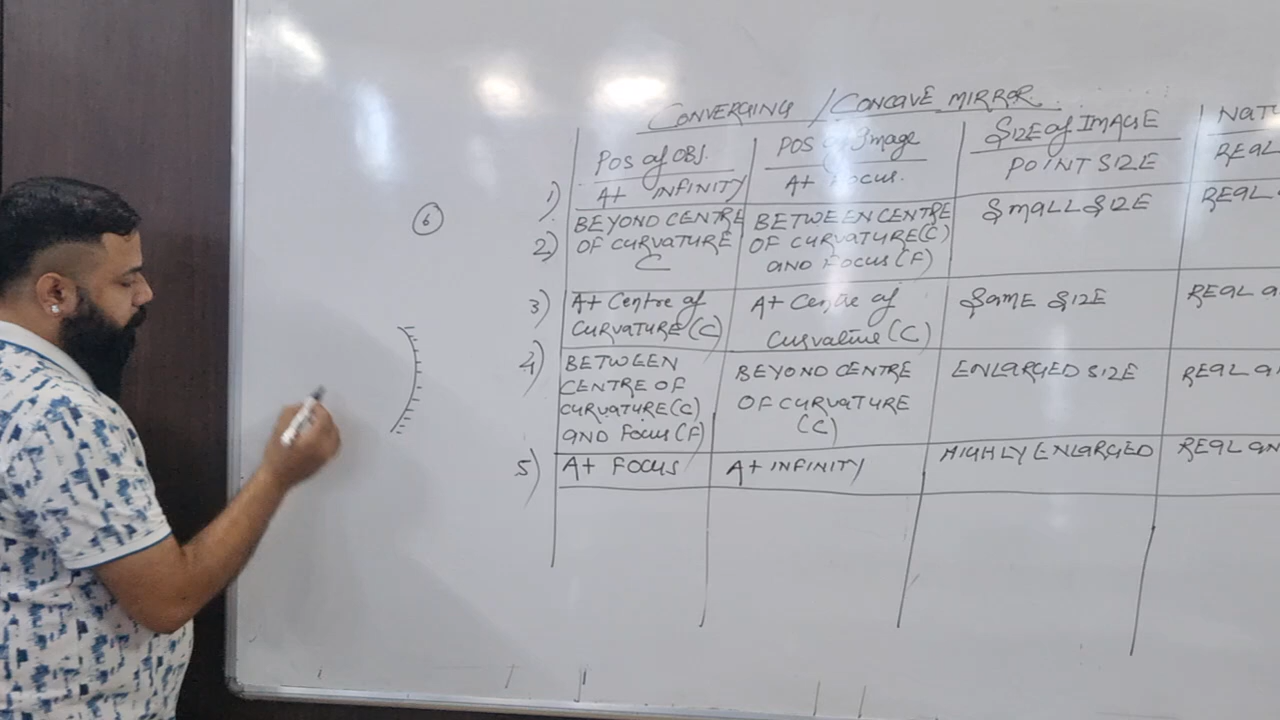 CONVERGING / CONCAVE MIRROR
POS of OBJ.
POS of Image
SIZE of IMAGE
NAT
1) At INFINITY
At FOCUS.
POINT SIZE
REAL
2) BEYOND CENTRE
OF CURVATURE
C
BETWEEN CENTRE
OF CURVATURE(C)
AND FOCUS (F)
SMALL SIZE
REAL
3) At Centre of
CURVATURE (C)
At Centre of
Curvature (C)
Same SIZE
REAL a
4) BETWEEN
CENTRE OF
CURVATURE(C)
AND FOCUS (F)
BEYOND CENTRE
OF CURVATURE
(C)
ENLARGED SIZE
REAL a
5) At FOCUS
At INFINITY
HIGHLY ENLARGED
REAL an
6